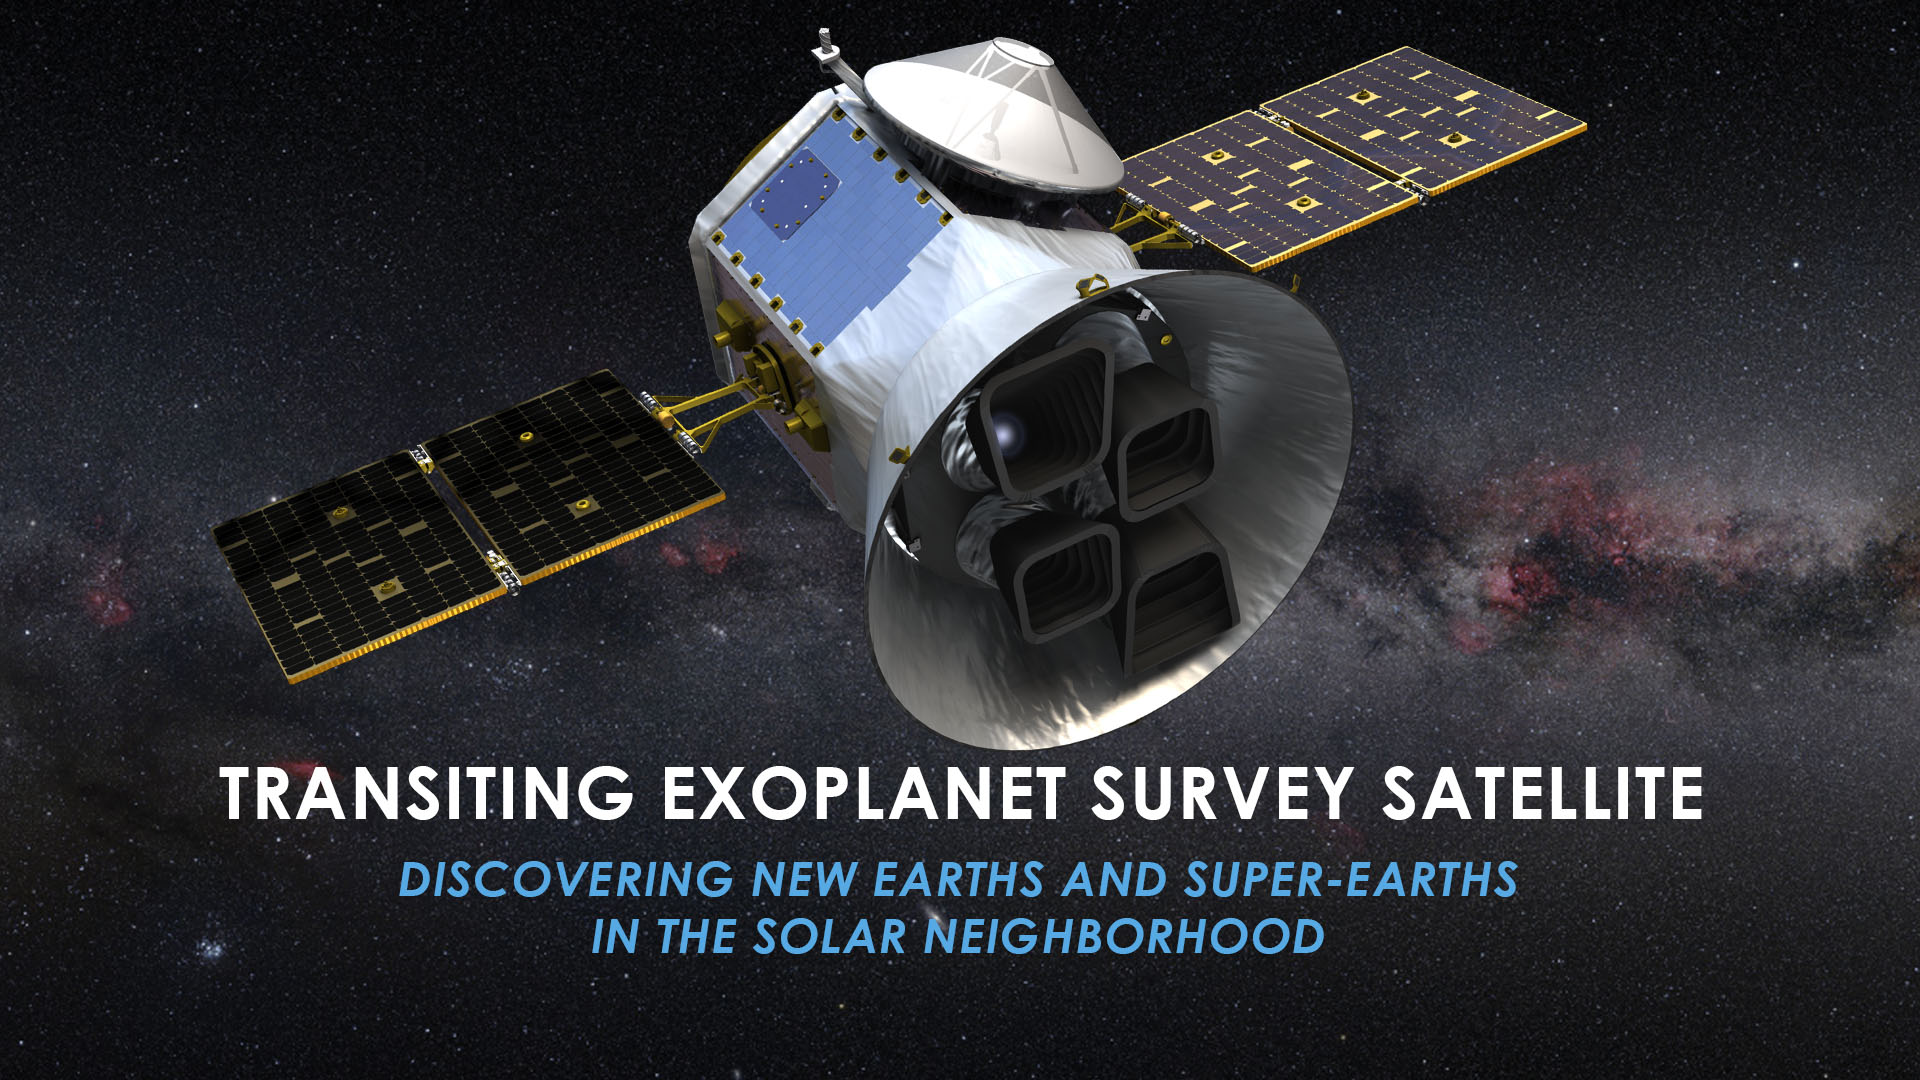 TRANSITING EXOPLANET SURVEY SATELLITE
DISCOVERING NEW EARTHS AND SUPER-EARTHS
IN THE SOLAR NEIGHBORHOOD